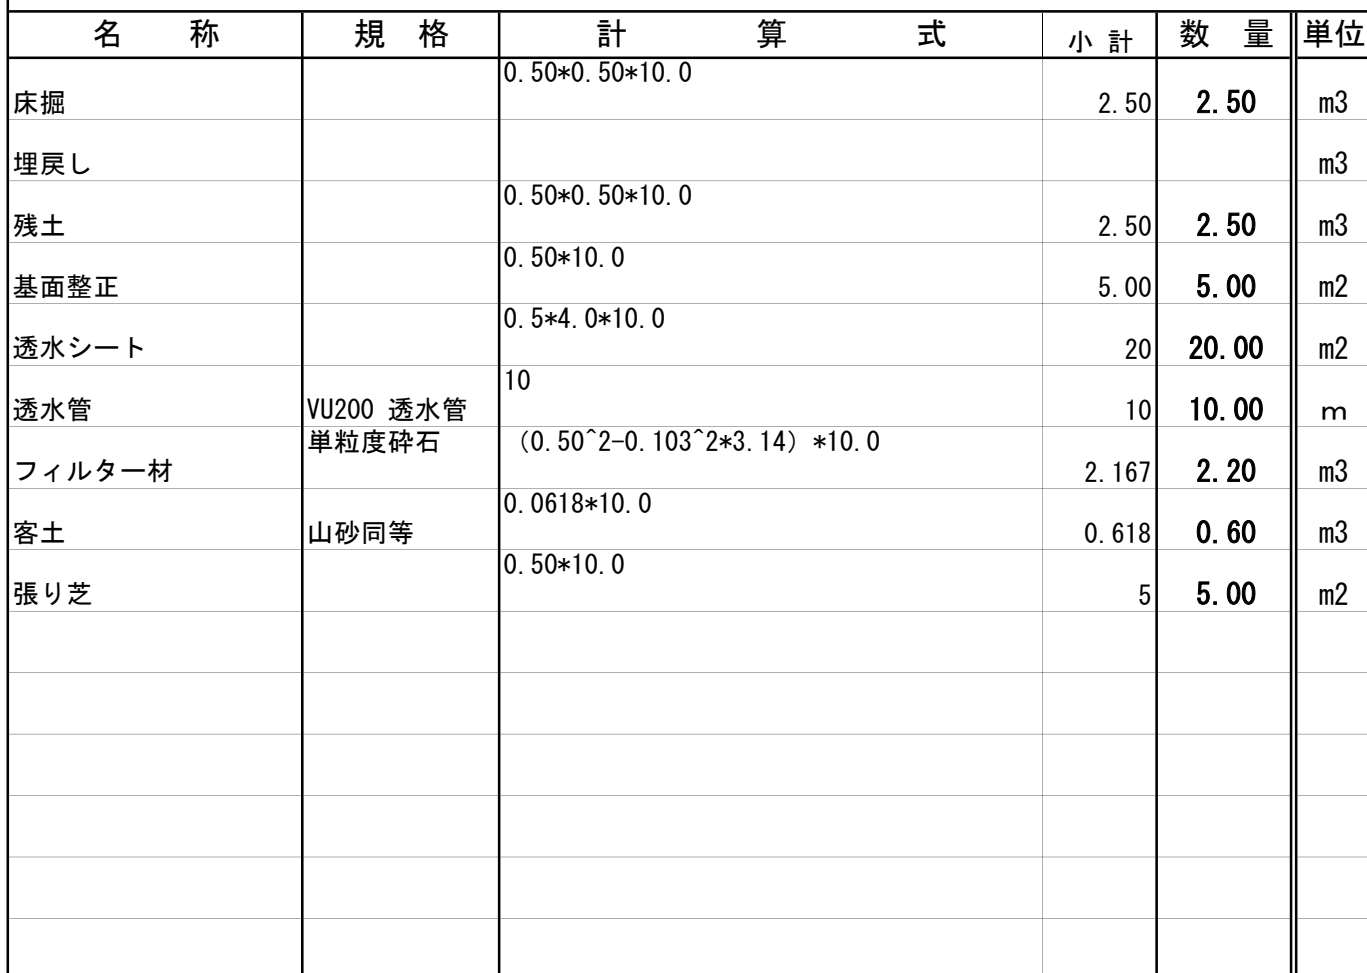 名 称 規 格 計 算 式 小 計 数 量 単位
床掘 0.50*0.50*10.0 2.50 2.50 m3
埋戻し m3
残土 0.50*0.50*10.0 2.50 2.50 m3
基面整正 0.50*10.0 5.00 5.00 m2
透水シート 0.5*4.0*10.0 20 20.00 m2
透水管 VU200 透水管 10 10 10.00 m
フィルター材 単粒度砕石 (0.50^2-0.103^2*3.14) *10.0 2.167 2.20 m3
客土 山砂同等 0.0618*10.0 0.618 0.60 m3
張り芝 0.50*10.0 5 5.00 m2